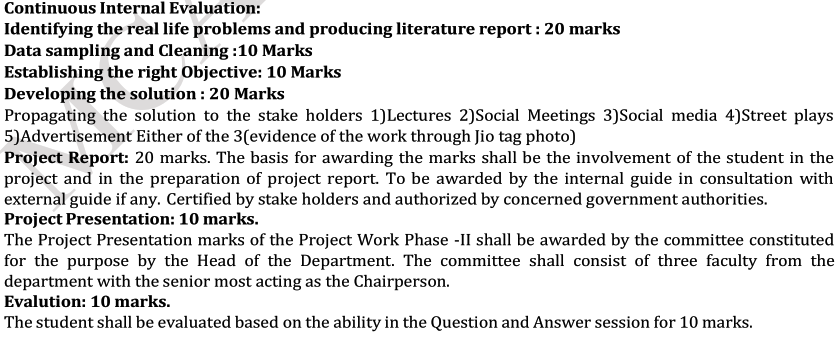 Continuous Internal Evaluation:
Identifying the real life problems and producing literature report : 20 marks
Data sampling and Cleaning :10 Marks
Establishing the right Objective: 10 Marks
Developing the solution : 20 Marks
Propagating the solution to the stake holders 1)Lectures 2)Social Meetings 3)Social media 4)Street plays
5)Advertisement Either of the 3(evidence of the work through Jio tag photo)
Project Report: 20 marks. The basis for awarding the marks shall be the involvement of the student in the
project and in the preparation of project report. To be awarded by the internal guide in consultation with
external guide if any. Certified by stake holders and authorized by concerned government authorities.
Project Presentation: 10 marks.
The Project Presentation marks of the Project Work Phase -II shall be awarded by the committee constituted
for the purpose by the Head of the Department. The committee shall consist of three faculty from the
department with the senior most acting as the Chairperson.
Evalution: 10 marks.
The student shall be evaluated based on the ability in the Question and Answer session for 10 marks.
MCA